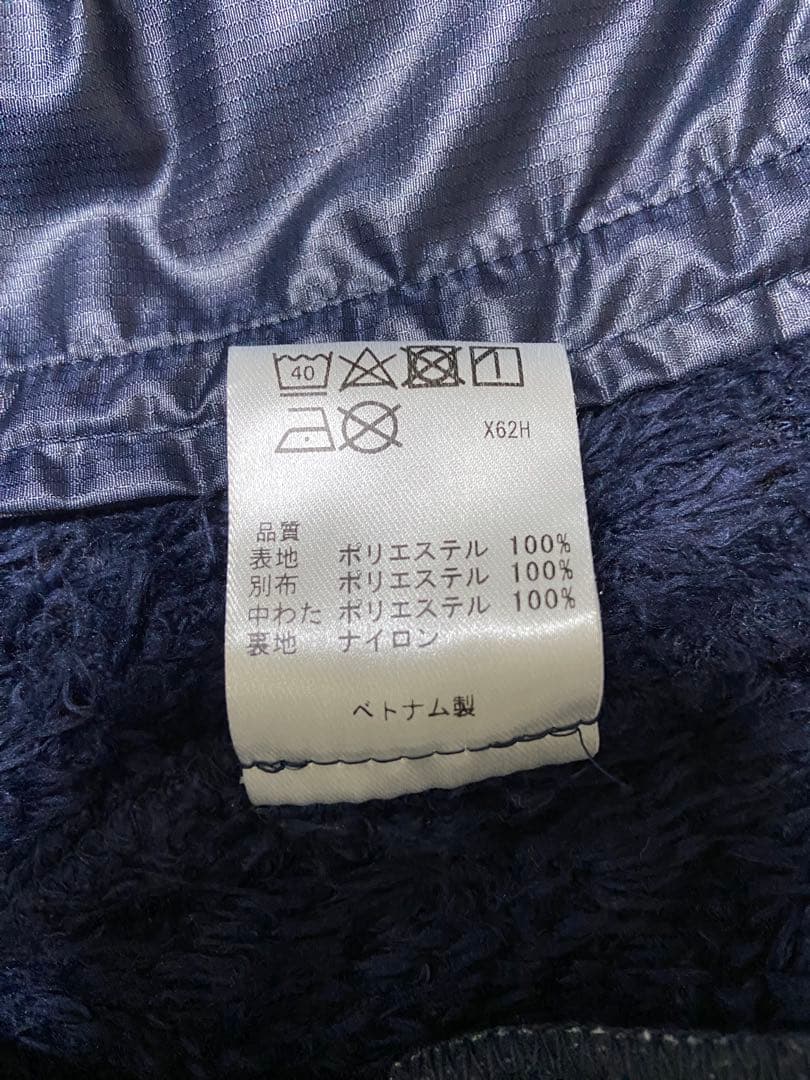 40
X62H
品質
表地 ポリエステル 100%
別布 ポリエステル 100%
中わた ポリエステル 100%
裏地 ナイロン
ベトナム製